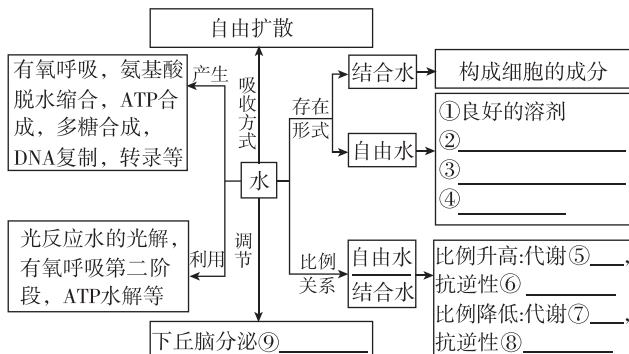 自由扩散
有氧呼吸，氨基酸
脱水缩合，ATP合
成，多糖合成，
DNA复制，转录等
产生
吸收方式
存在
形式
结合水
构成细胞的成分
自由水
①良好的溶剂
②
③
④
水
光反应水的光解，
有氧呼吸第二阶
段，ATP水解等
利用
调节
比例
关系
自由水
结合水
比例升高:代谢⑤，
抗逆性⑥
比例降低:代谢⑦，
抗逆性⑧
下丘脑分泌⑨